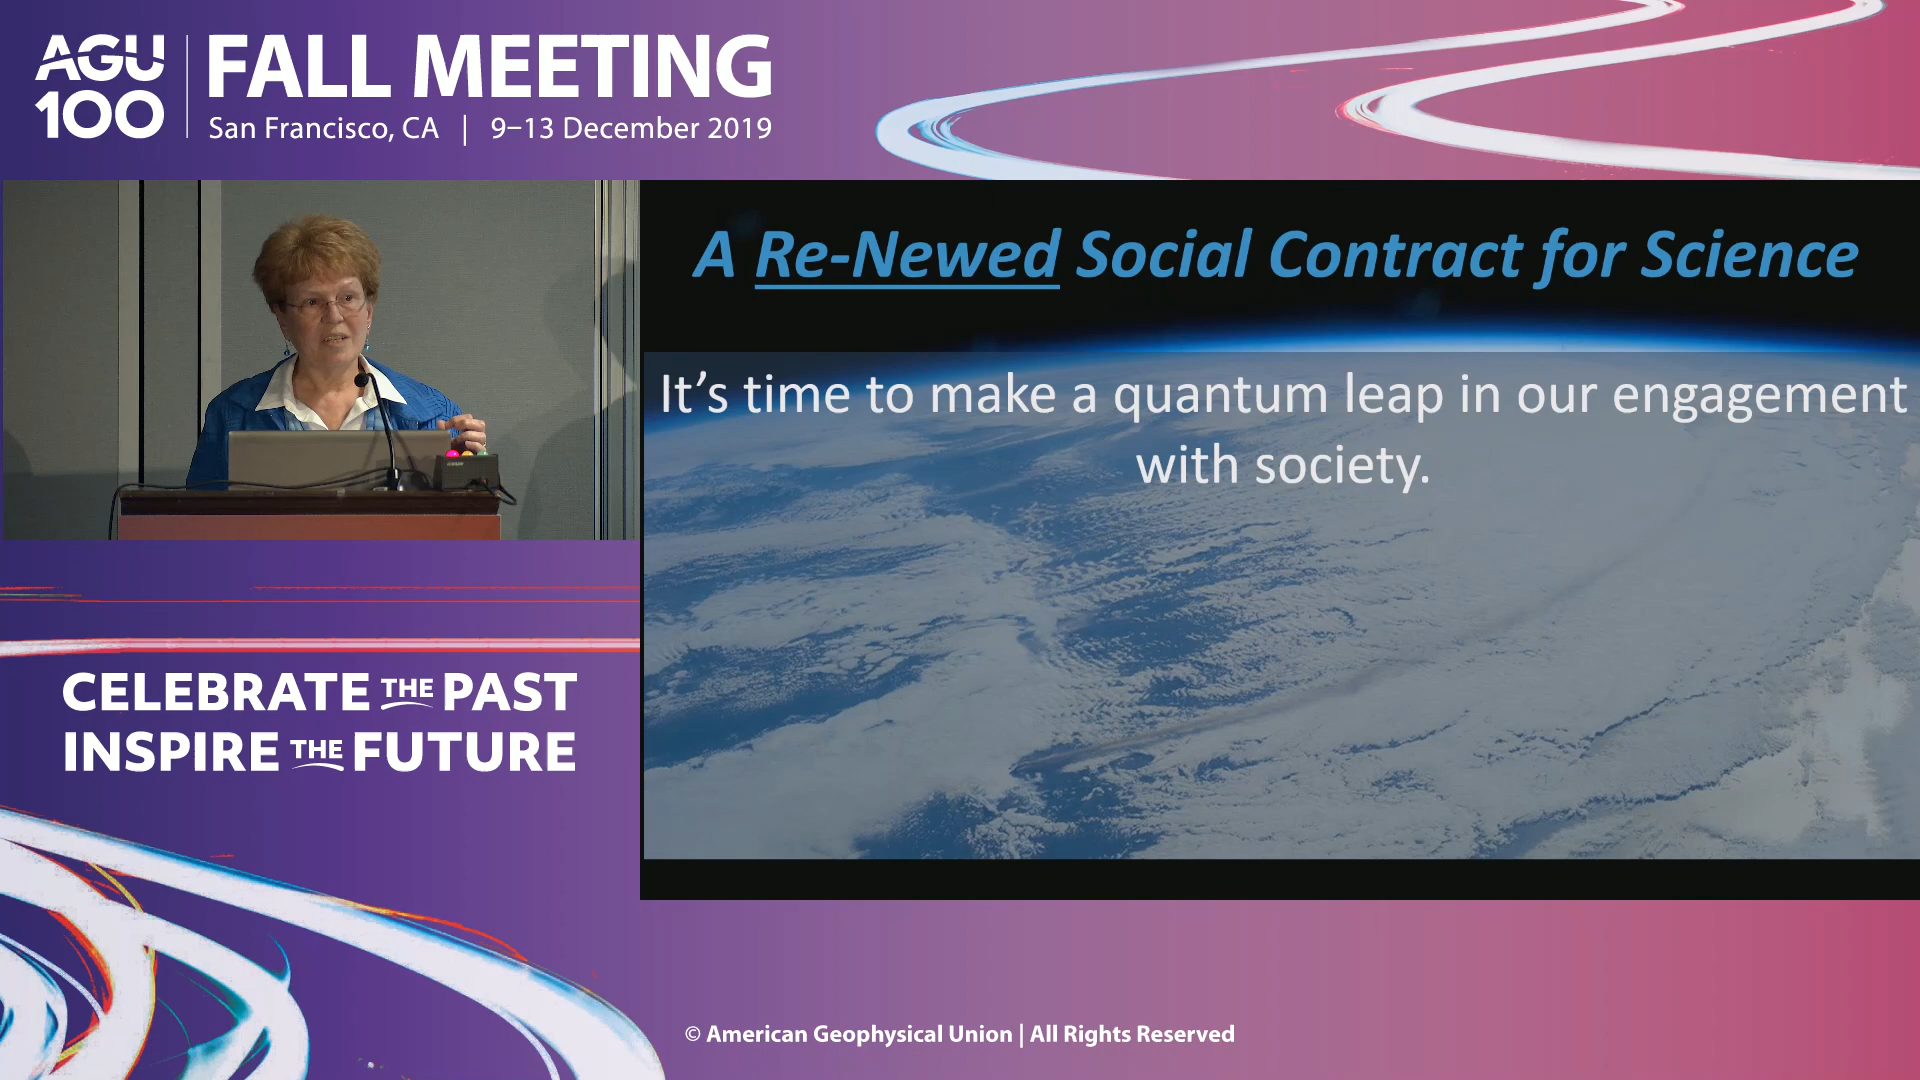 AGU
100
FALL MEETING
San Francisco, CA | 9–13 December 2019
A Re-Newed Social Contract for Science
It’s time to make a quantum leap in our engagement
with society.
CELEBRATE THE PAST
INSPIRE THE FUTURE
© American Geophysical Union | All Rights Reserved